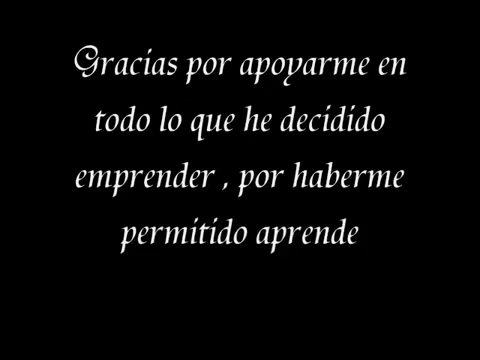 Gracias por apoyarme en
todo lo que he decidido
emprender , por haberme
permitido aprende